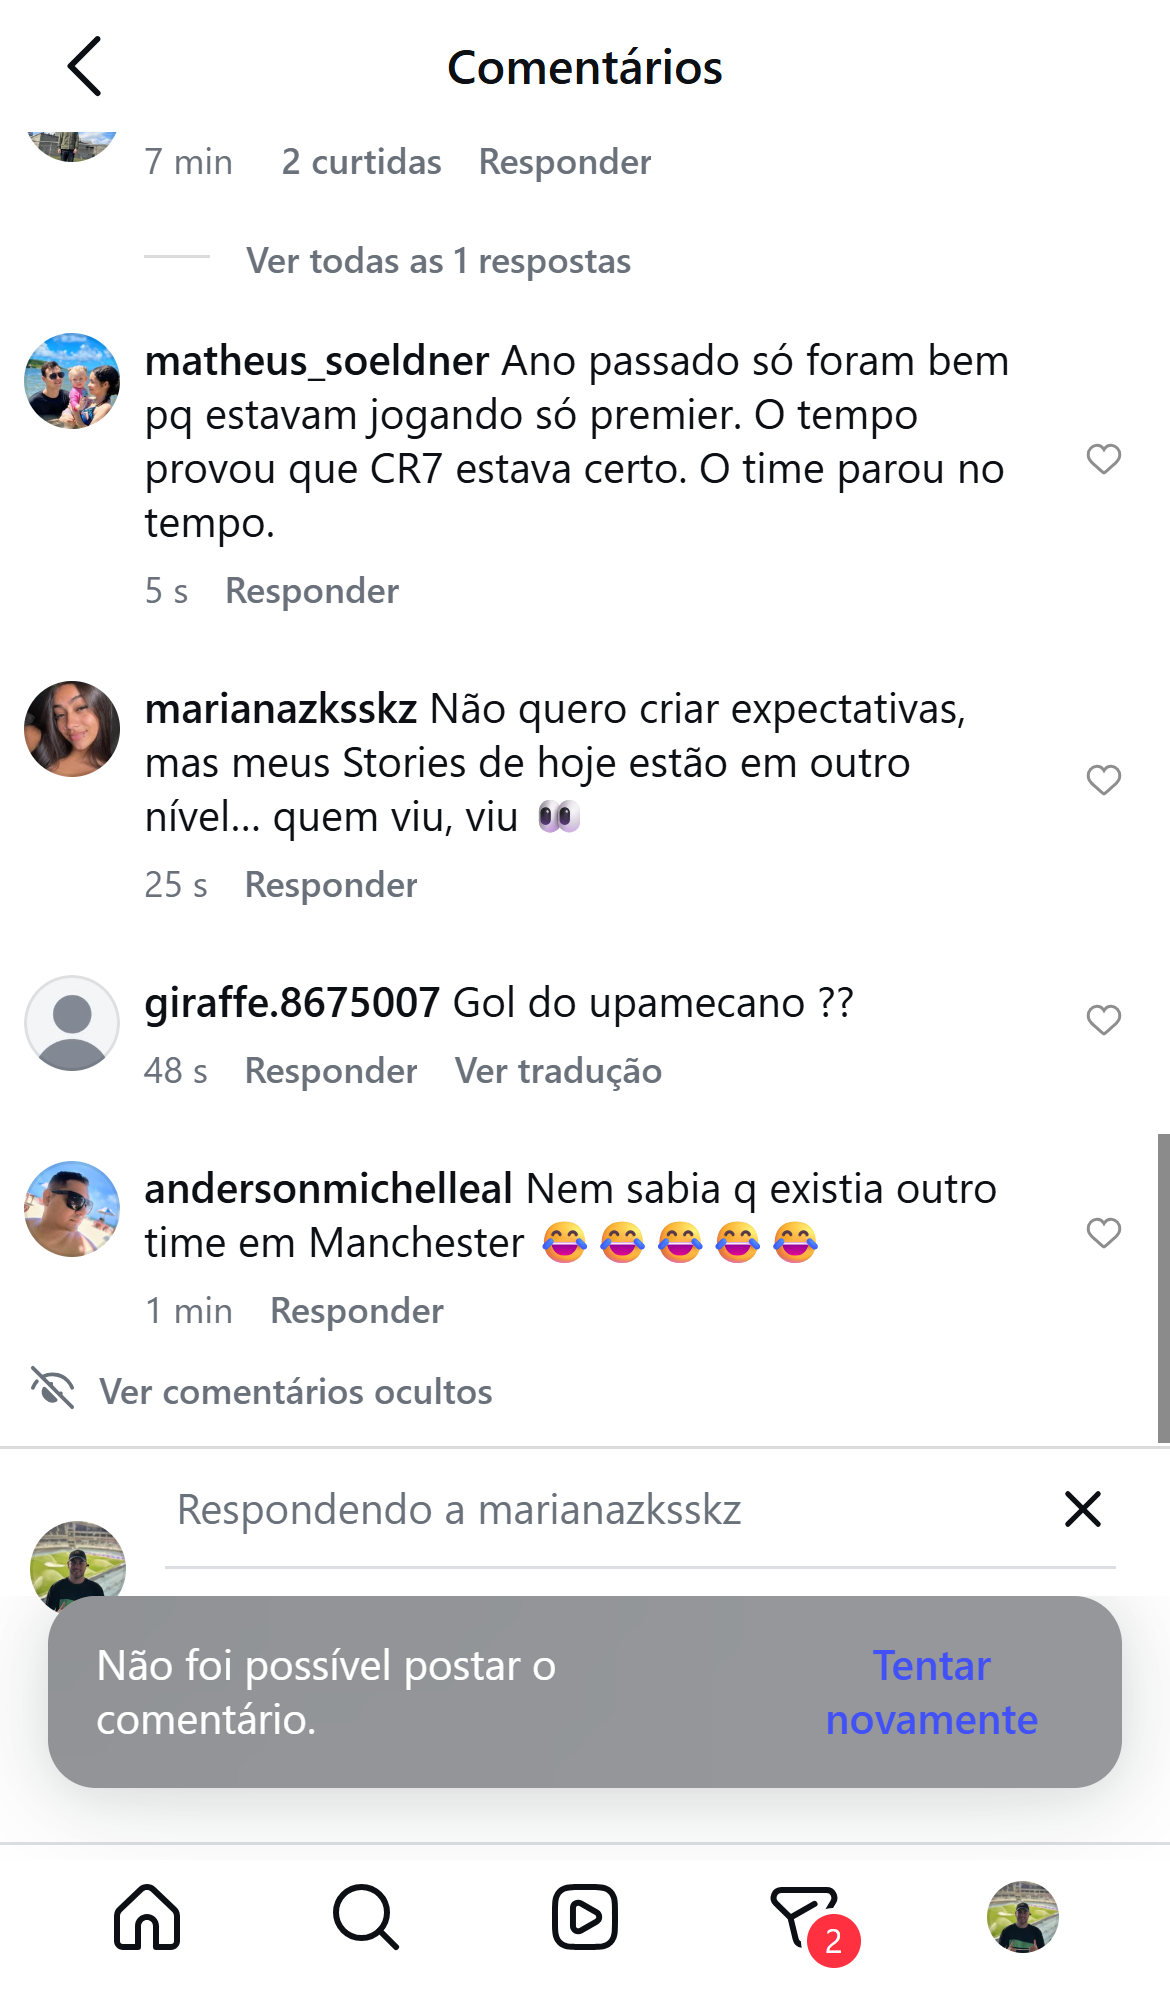 Comentários
7 min 2 curtidas Responder
Ver todas as 1 respostas
matheus_soeldner Ano passado só foram bem
pq estavam jogando só premier. O tempo
provou que CR7 estava certo. O time parou no
tempo.
5 s Responder
marianazksskz Não quero criar expectativas,
mas meus Stories de hoje estão em outro
nível... quem viu, viu 👀
25 s Responder
giraffe.8675007 Gol do upamecano ??
48 s Responder Ver tradução
andersonmichelleal Nem sabia q existia outro
time em Manchester 😂😂😂😂😂
1 min Responder
Ver comentários ocultos
Respondendo a marianazksskz
Não foi possível postar o
comentário.
Tentar
novamente
2